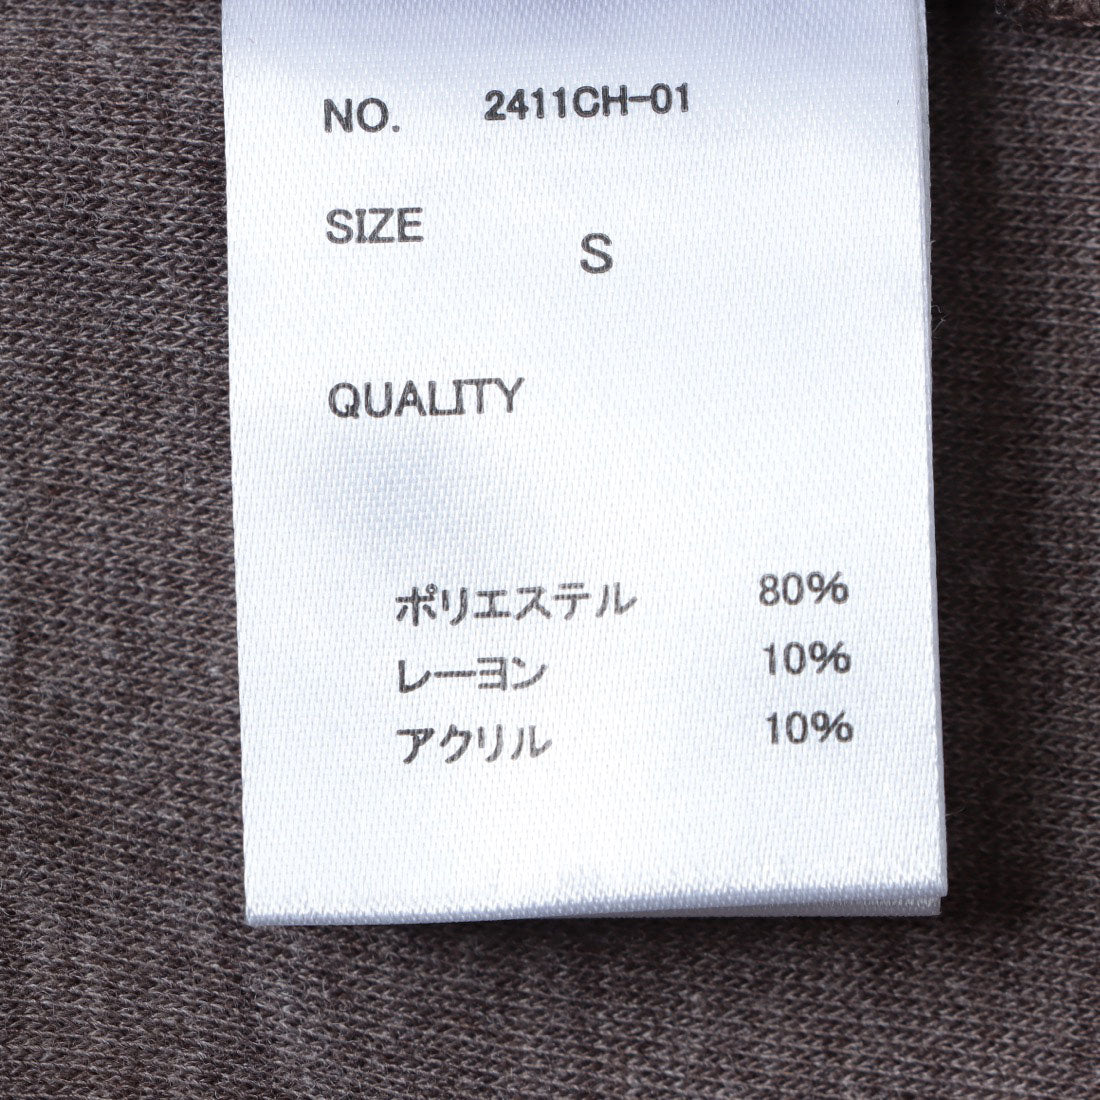 NO. 2411CH-01
SIZE S
QUALITY
ポリエステル 80%
レーヨン 10%
アクリル 10%